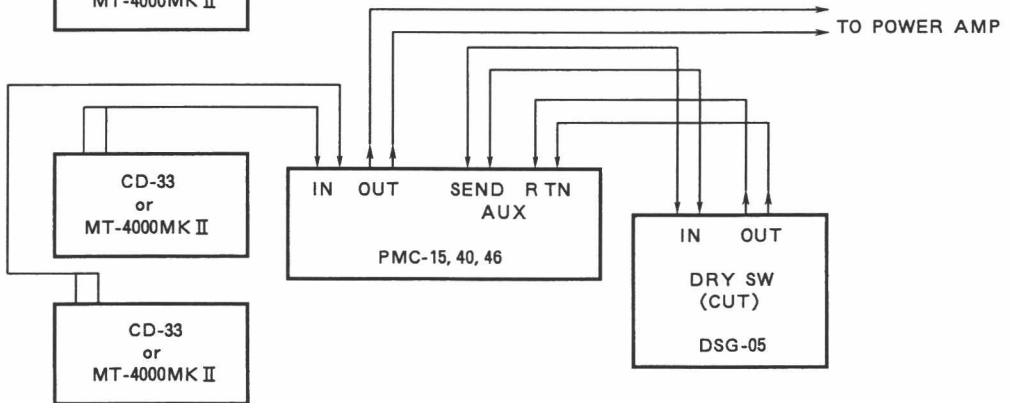 MT-4000MK II
TO POWER AMP
CD-33
or
MT-4000MK II
IN OUT SEND R TN
AUX
PMC-15, 40, 46
IN OUT
DRY SW
(CUT)
DSG-05
CD-33
or
MT-4000MK II